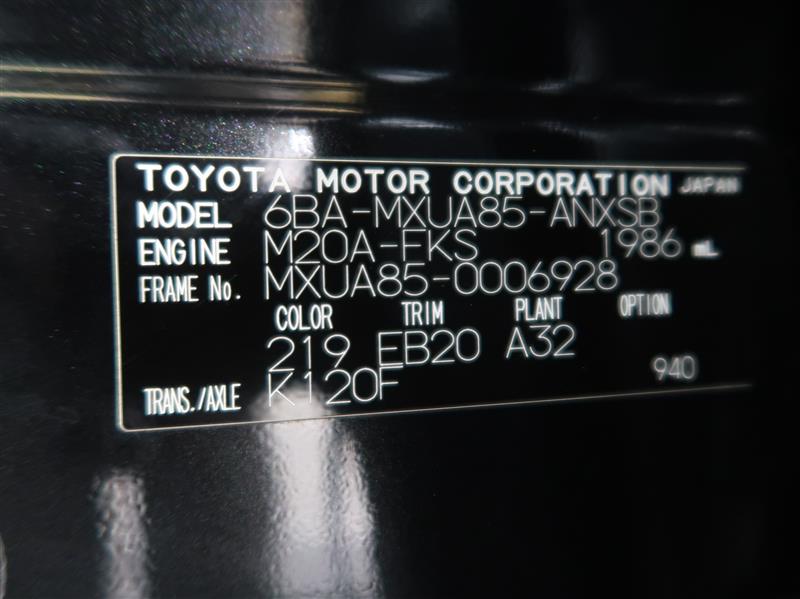 TOYOTA MOTOR CORPORATION JAPAN
MODEL 6BA-MXUA85-ANXSB
ENGINE M20A-FKS 1986 mL
FRAME No. MXUA85-0006928
COLOR TRIM PLANT OPTION
219 EB20 A32
TRANS./AXLE K120F 940